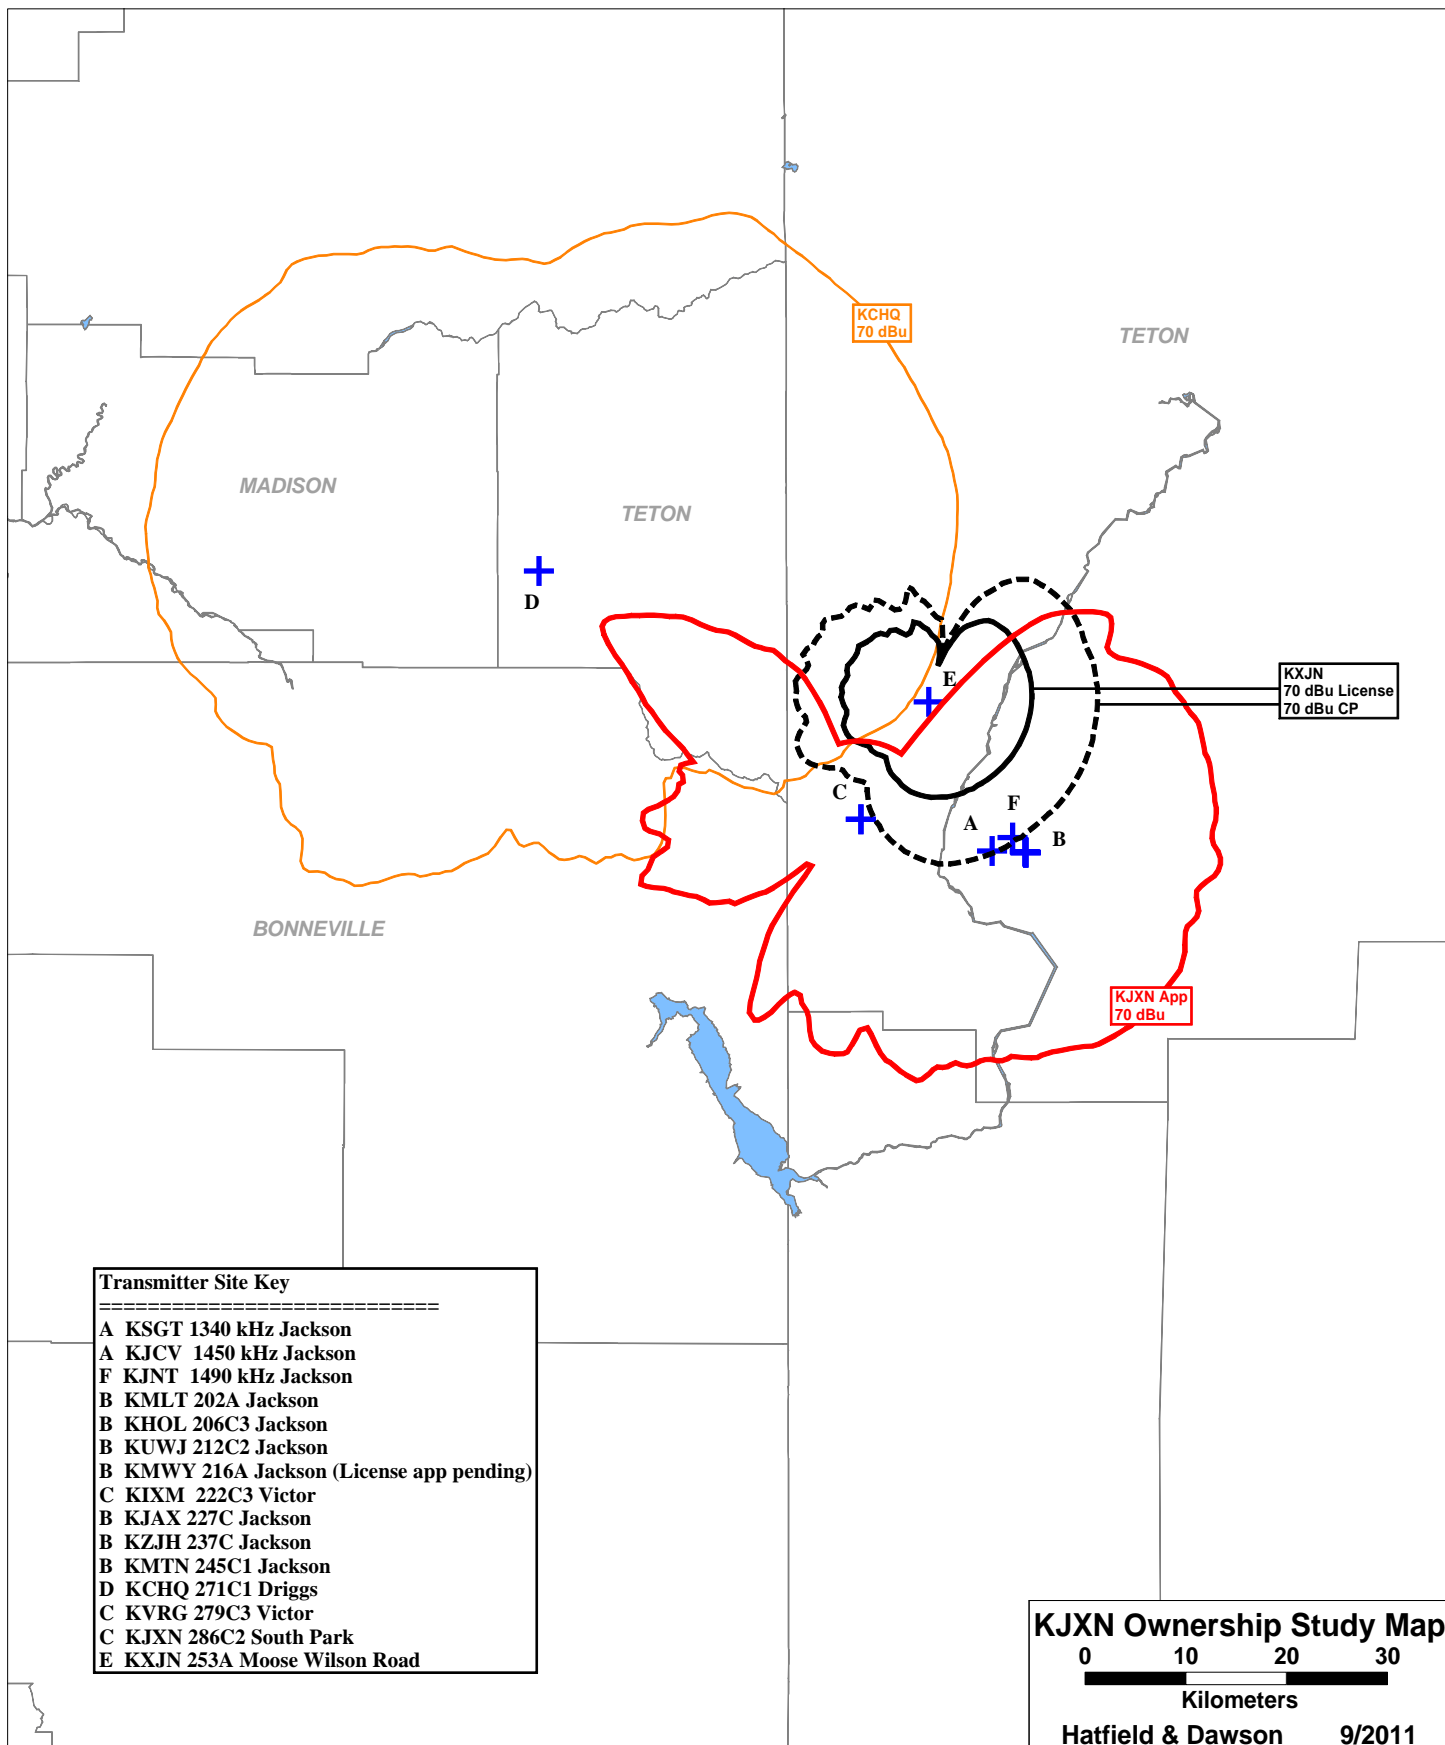 KCHQ
70 dBu
TETON
MADISON
TETON
D
E
KXJN
70 dBu License
70 dBu CP
C
F
A
B
BONNEVILLE
KJXN App
70 dBu
Transmitter Site Key
============================
A KSGT 1340 kHz Jackson
A KJCV 1450 kHz Jackson
F KJNT 1490 kHz Jackson
B KMLT 202A Jackson
B KHOL 206C3 Jackson
B KUWJ 212C2 Jackson
B KMWY 216A Jackson (License app pending)
C KIXM 222C3 Victor
B KJAX 227C Jackson
B KZJH 237C Jackson
B KMTN 245C1 Jackson
D KCHQ 271C1 Driggs
C KVRG 279C3 Victor
C KJXN 286C2 South Park
E KXJN 253A Moose Wilson Road
KJXN Ownership Study Map
0 10 20 30
Kilometers
Hatfield & Dawson 9/2011